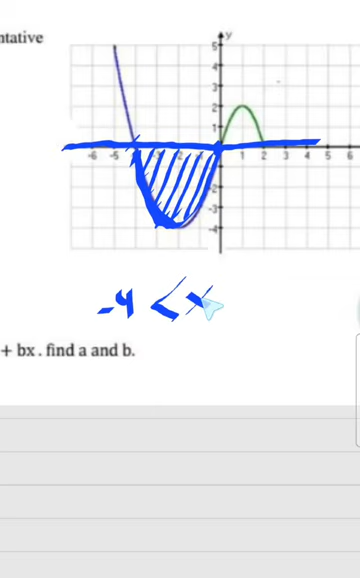 ntative
y
5
4
3
2
1
-6 -5 -2 1 2 3 4 5 6
-2
-3
-4
-4 < x
+ bx . find a and b.